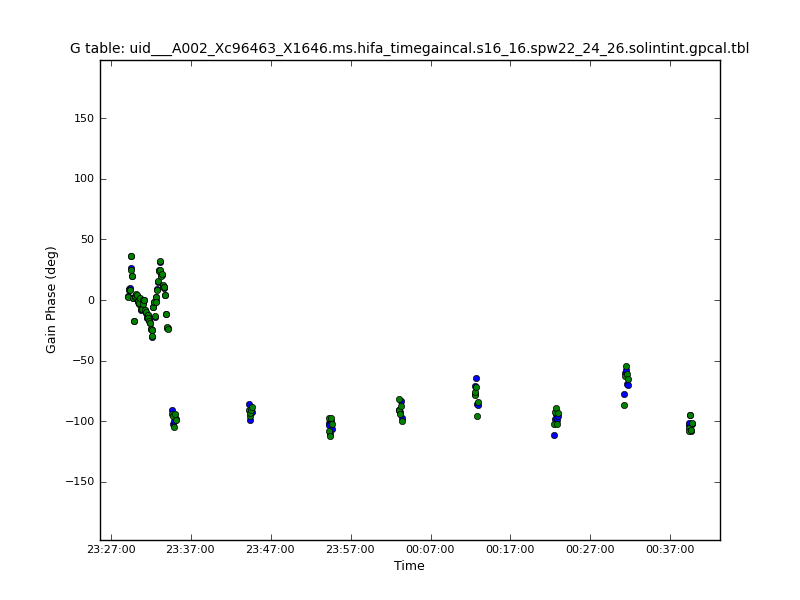 G table: uid___A002_Xc96463_X1646.ms.hifa_timegaincal.s16_16.spw22_24_26.solintint.gpcal.tbl
Gain Phase (deg)
150
100
50
0
−50
−100
−150
23:27:00 23:37:00 23:47:00 23:57:00 00:07:00 00:17:00 00:27:00 00:37:00
Time